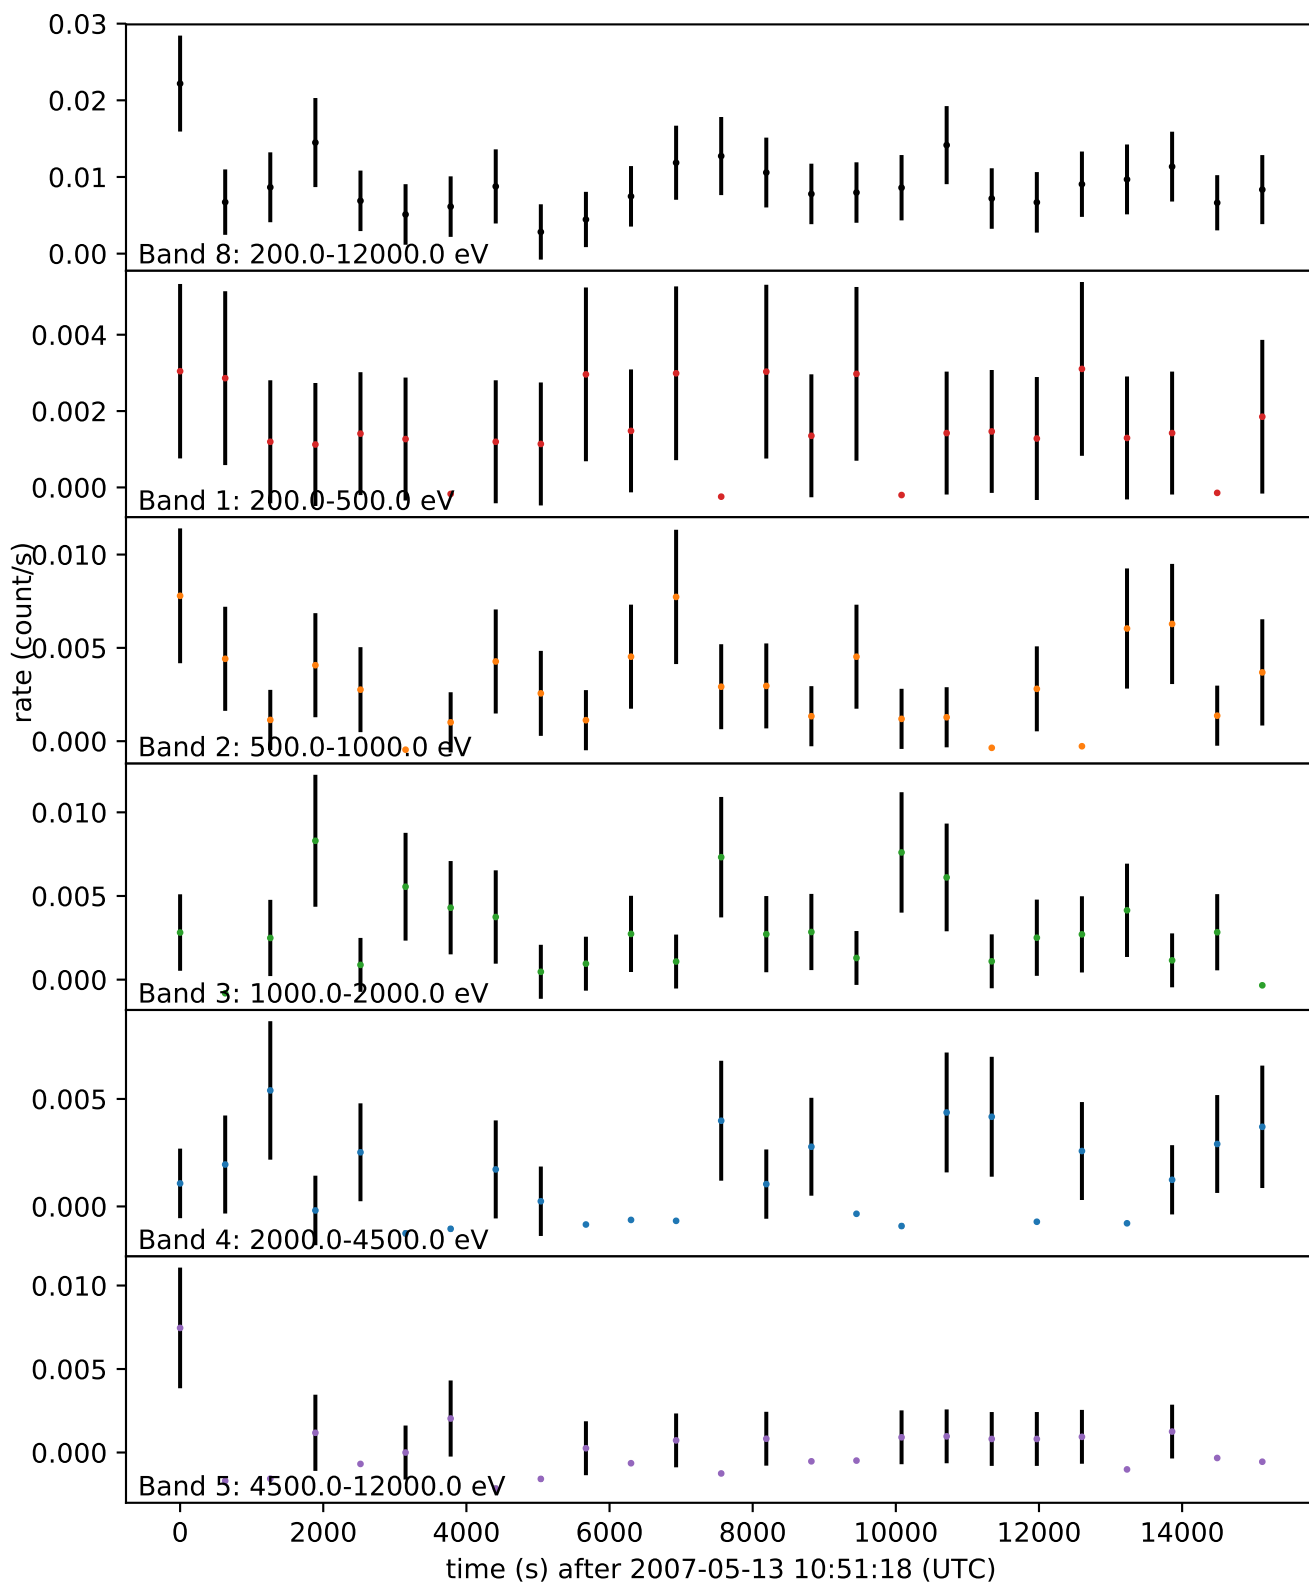 0.03
0.02
0.01
0.00
Band 8: 200.0-12000.0 eV
0.004
0.002
0.000
Band 1: 200.0-500.0 eV
rate (count/s)
0.010
0.005
0.000
Band 2: 500.0-1000.0 eV
0.010
0.005
0.000
Band 3: 1000.0-2000.0 eV
0.005
0.000
Band 4: 2000.0-4500.0 eV
0.010
0.005
0.000
Band 5: 4500.0-12000.0 eV
0 2000 4000 6000 8000 10000 12000 14000
time (s) after 2007-05-13 10:51:18 (UTC)